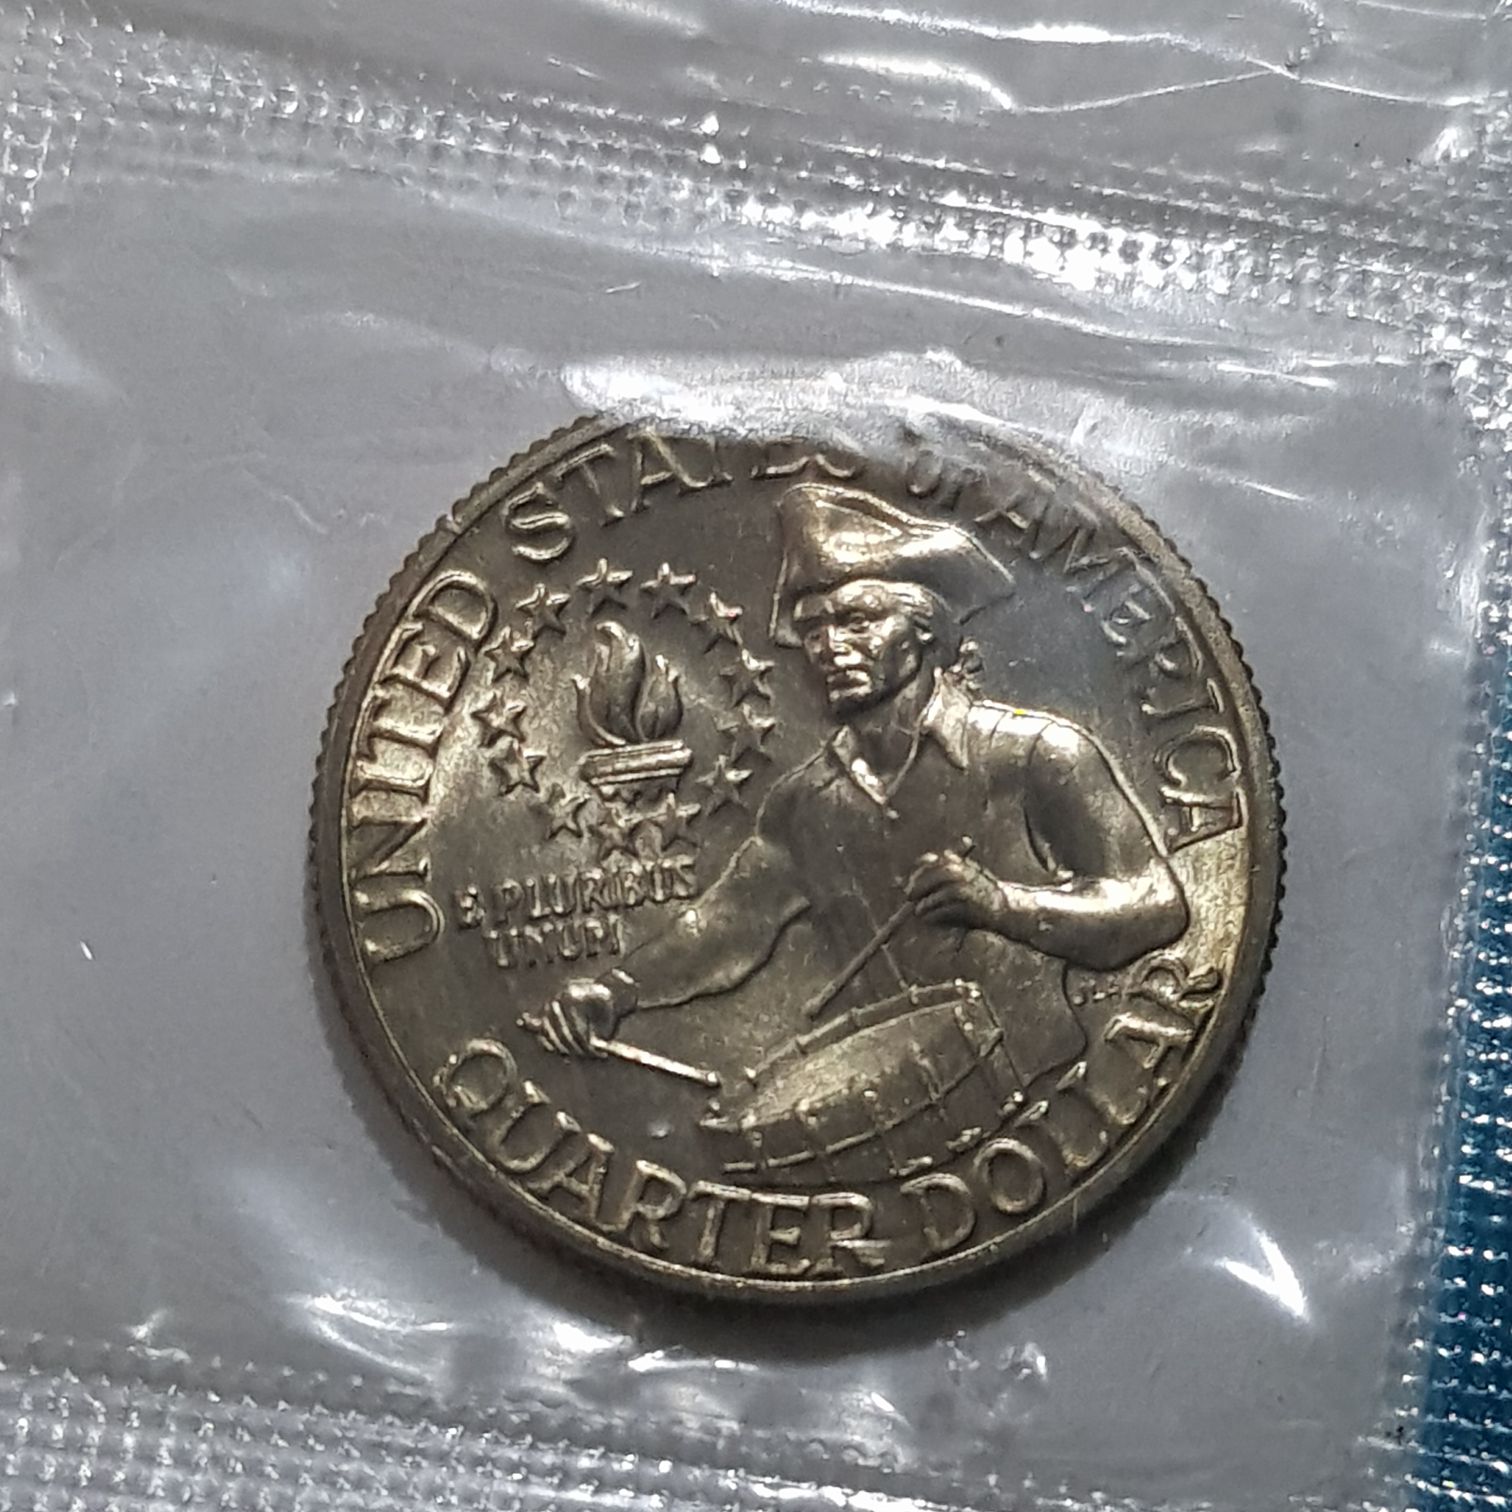 UNITED STATES OF AMERICA
E PLURIBUS
UNUM
QUARTER DOLLAR